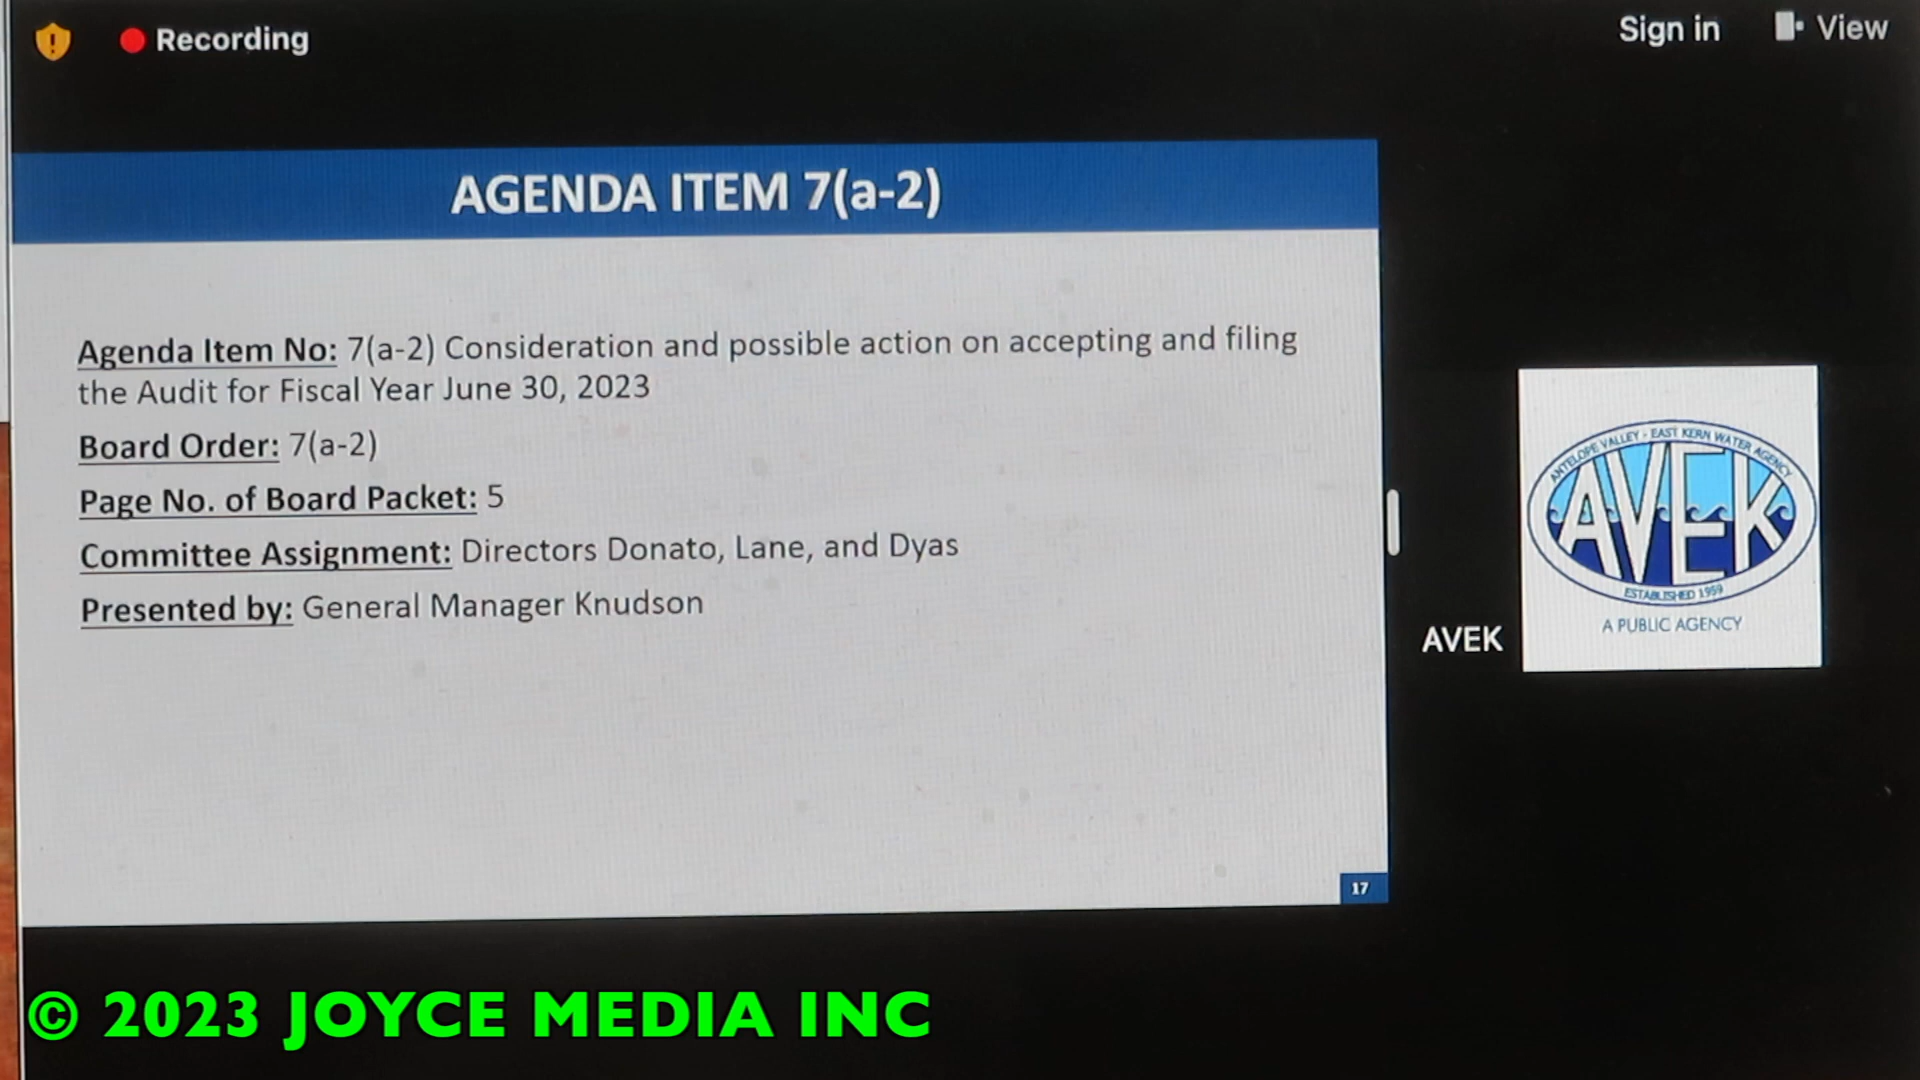 Recording
Sign in
View
AGENDA ITEM 7(a-2)
Agenda Item No: 7(a-2) Consideration and possible action on accepting and filing
the Audit for Fiscal Year June 30, 2023
Board Order: 7(a-2)
Page No. of Board Packet: 5
Committee Assignment: Directors Donato, Lane, and Dyas
Presented by: General Manager Knudson
17
AVEK
ANTELOPE VALLEY - EAST KERN WATER AGENCY
AVEK
ESTABLISHED 1959
A PUBLIC AGENCY
© 2023 JOYCE MEDIA INC